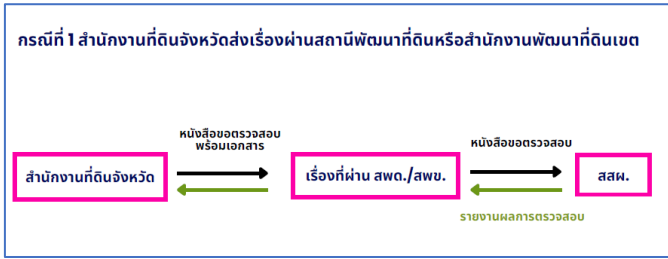 กรณีที่ 1 สำนักงานที่ดินจังหวัดส่งเรื่องผ่านสถานีพัฒนาที่ดินหรือสำนักงานพัฒนาที่ดินเขต
หนังสือขอตรวจสอบ
พร้อมเอกสาร
หนังสือขอตรวจสอบ
สำนักงานที่ดินจังหวัด
เรื่องที่ผ่าน สพด./สพข.
สสผ.
รายงานผลการตรวจสอบ